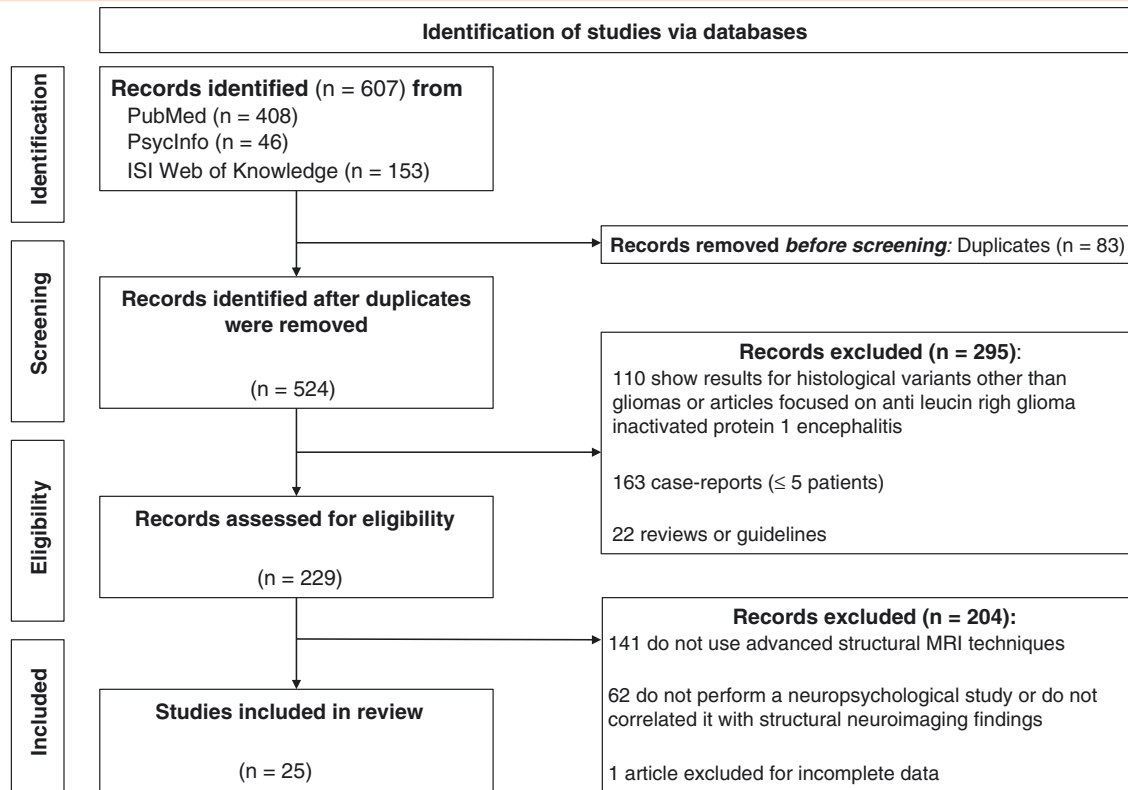 Identification of studies via databases
Identification
Records identified (n = 607) from
PubMed (n = 408)
PsycInfo (n = 46)
ISI Web of Knowledge (n = 153)
Records removed before screening: Duplicates (n = 83)
Screening
Records identified after duplicates
were removed
(n = 524)
Records excluded (n = 295):
110 show results for histological variants other than
gliomas or articles focused on anti leucin righ glioma
inactivated protein 1 encephalitis
163 case-reports (≤ 5 patients)
22 reviews or guidelines
Eligibility
Records assessed for eligibility
(n = 229)
Records excluded (n = 204):
141 do not use advanced structural MRI techniques
62 do not perform a neuropsychological study or do not
correlated it with structural neuroimaging findings
1 article excluded for incomplete data
Included
Studies included in review
(n = 25)